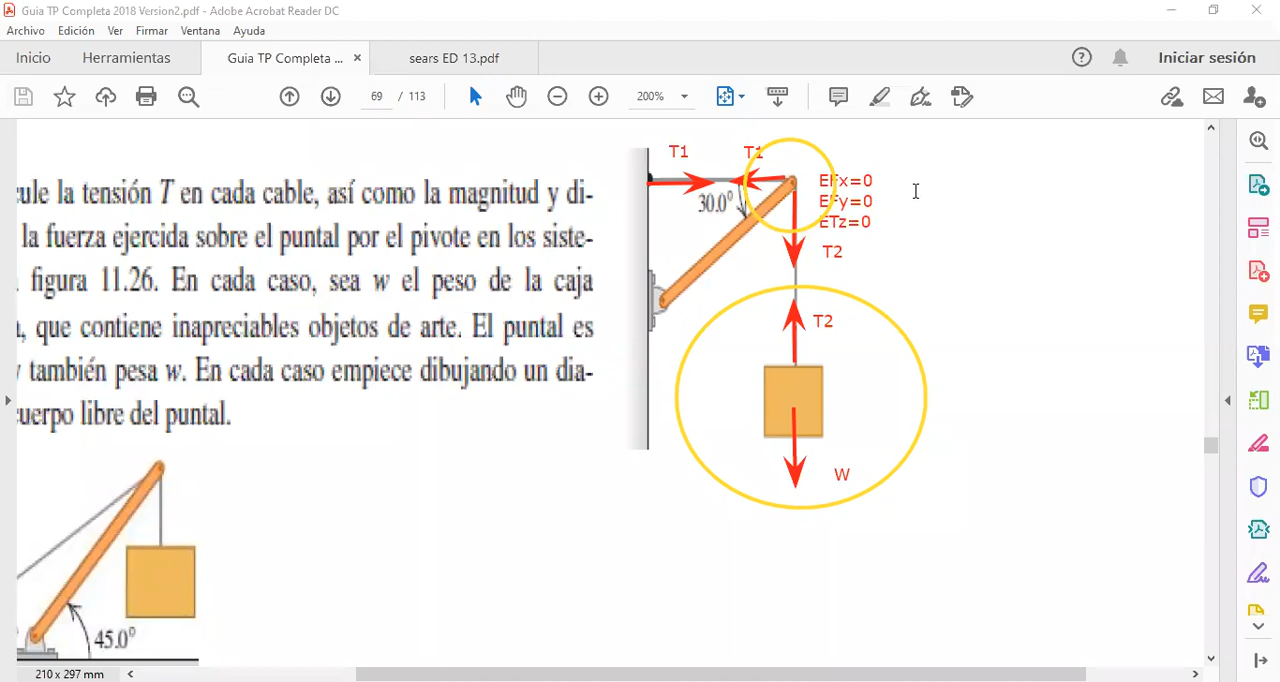 Guia TP Completa 2018 Version2.pdf - Adobe Acrobat Reader DC
Archivo Edición Ver Firmar Ventana Ayuda
Inicio Herramientas Guia TP Completa ... × sears ED 13.pdf Iniciar sesión
69 / 113 200%
cule la tensión T en cada cable, así como la magnitud y di-
la fuerza ejercida sobre el puntal por el pivote en los siste-
figura 11.26. En cada caso, sea w el peso de la caja
, que contiene inapreciables objetos de arte. El puntal es
y también pesa w. En cada caso empiece dibujando un dia-
cuerpo libre del puntal.
45.0°
T1 T1
30.0°
EFx=0
EFy=0
ETz=0
T2
T2
W
210 x 297 mm